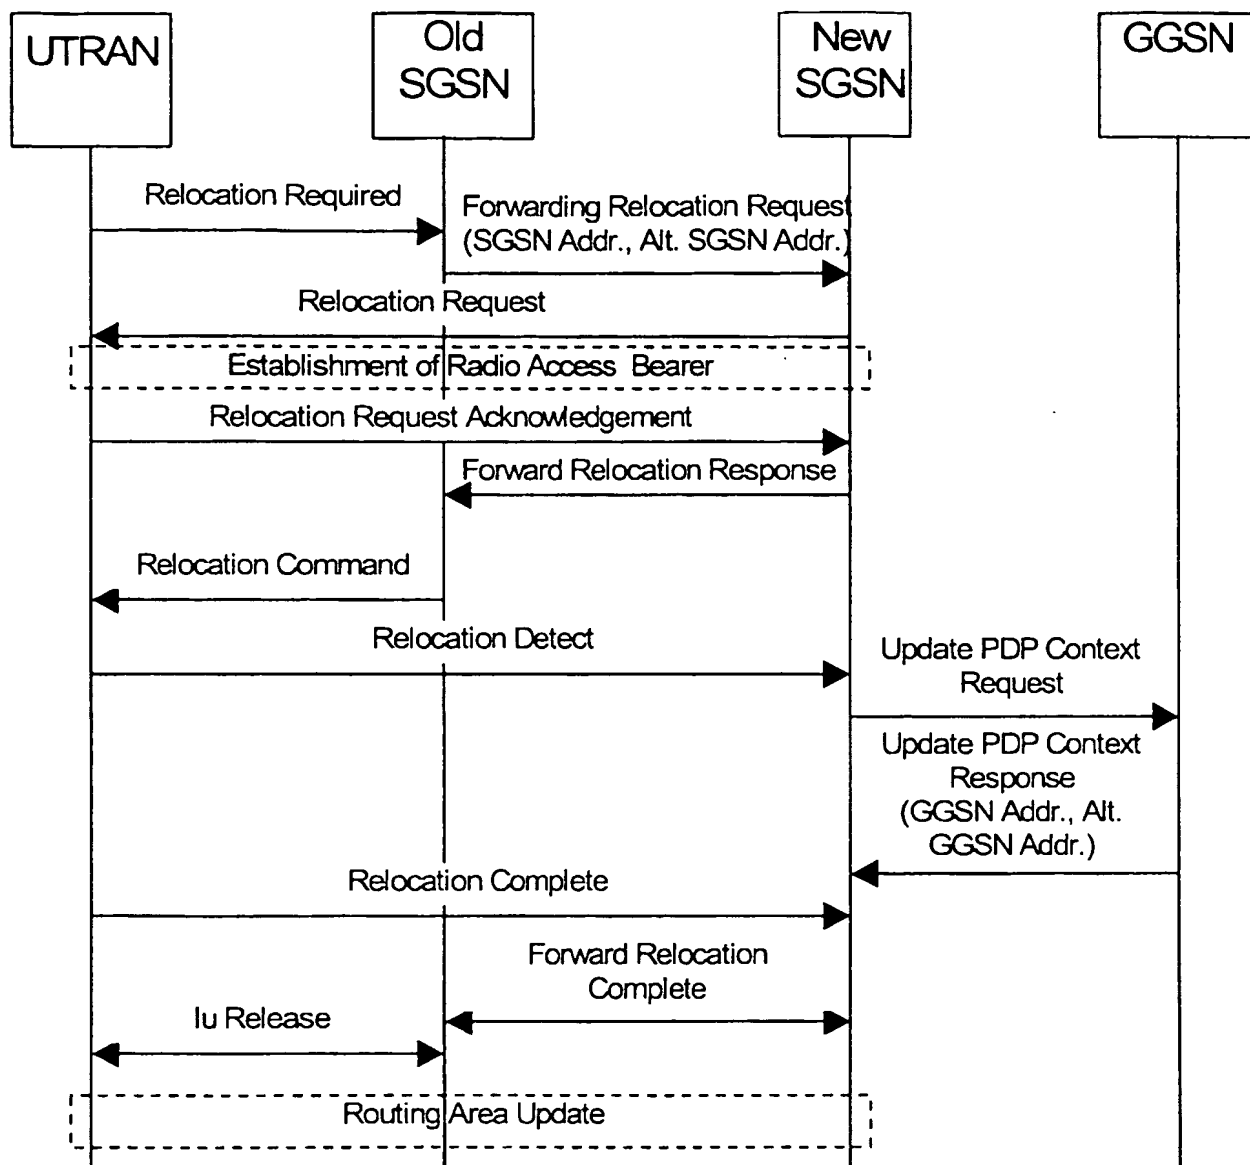 UTRAN
Old
SGSN
New
SGSN
GGSN
Relocation Required
Forwarding Relocation Request
(SGSN Addr., Alt. SGSN Addr.)
Relocation Request
Establishment of Radio Access Bearer
Relocation Request Acknowledgement
Forward Relocation Response
Relocation Command
Relocation Detect
Update PDP Context
Request
Update PDP Context
Response
(GGSN Addr., Alt.
GGSN Addr.)
Relocation Complete
Forward Relocation
Complete
Iu Release
Routing Area Update